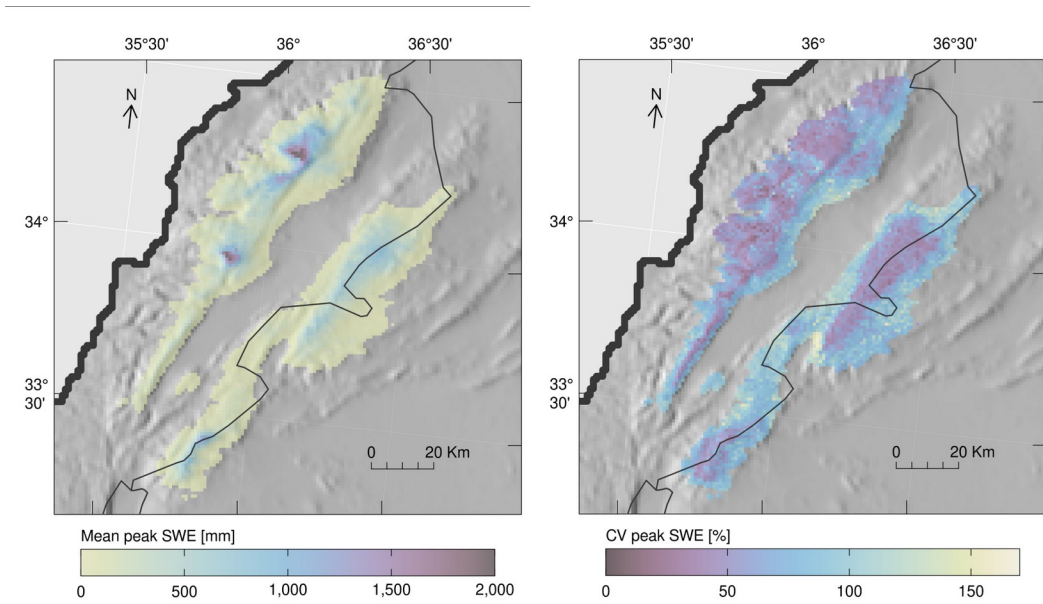 35°30' 36° 36°30'
N
34°
33°
30'
0 20 Km
Mean peak SWE [mm]
0 500 1,000 1,500 2,000
35°30' 36° 36°30'
N
34°
33°
30'
0 20 Km
CV peak SWE [%]
0 50 100 150